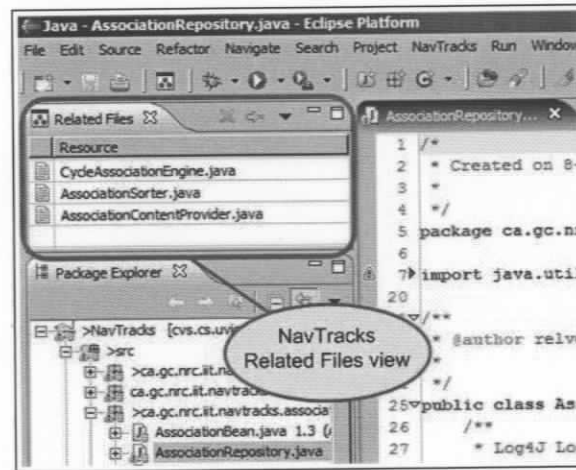 Java - AssociationRepository.java - Eclipse Platform
File Edit Source Refactor Navigate Search Project NavTracks Run Window
Related Files
Resource
CycleAssociationEngine.java
AssociationSorter.java
AssociationContentProvider.java
Package Explorer
>NavTracks [cvs.cs.uvi
>src
>ca.gc.nrc.iit.navtracks
ca.gc.nrc.iit.navtracks
>ca.gc.nrc.iit.navtracks.associa
AssociationBean.java 1.3 (
AssociationRepository.java
NavTracks
Related Files view
AssociationRepository...
1 /*
2 * Created on 8-
3 *
4 */
5 package ca.gc.nr
6
7 import java.util
20
/**
* @author relv
*
*/
25 public class As
26 /**
27 * Log4J Lo